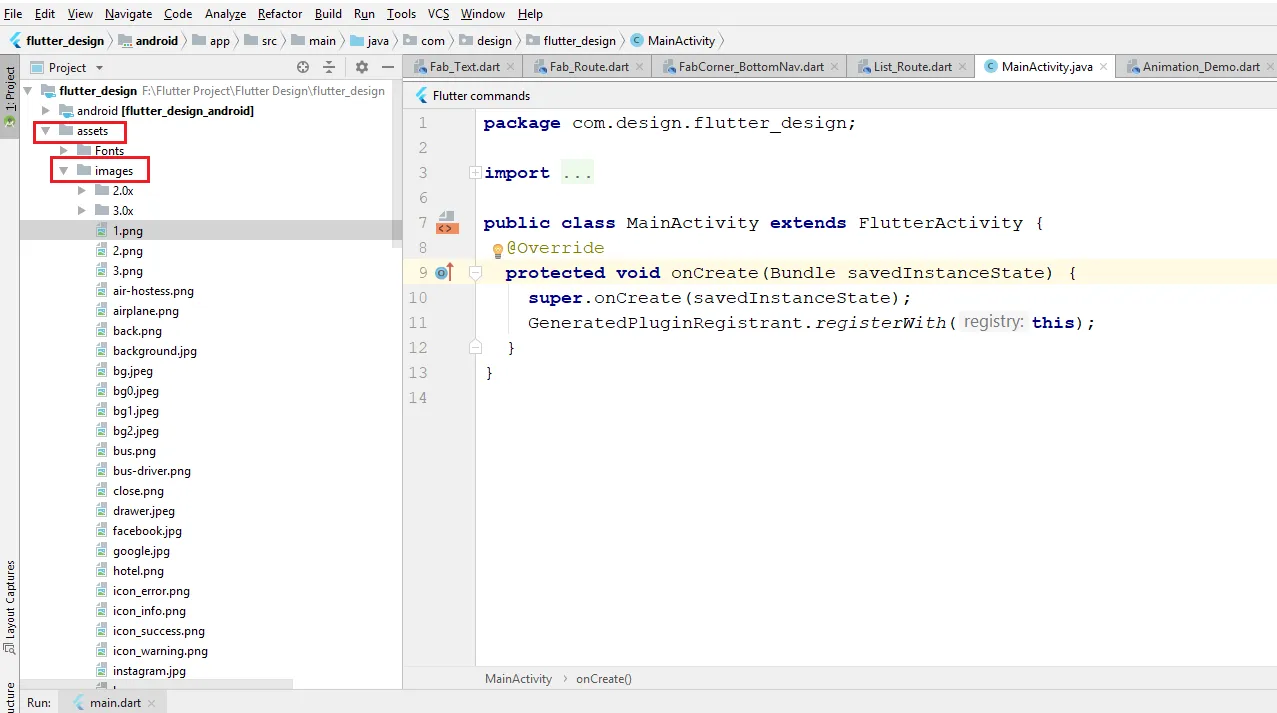 File Edit View Navigate Code Analyze Refactor Build Run Tools VCS Window Help
flutter_design android app src main java com design flutter_design MainActivity
Project
Fab_Text.dart Fab_Route.dart FabCorner_BottomNav.dart List_Route.dart MainActivity.java Animation_Demo.dart
1: Project
Layout Captures
flutter_design F:\Flutter Project\Flutter Design\flutter_design
android [flutter_design_android]
assets
Fonts
images
2.0x
3.0x
1.png
2.png
3.png
air-hostess.png
airplane.png
back.png
background.jpg
bg.jpeg
bg0.jpeg
bg1.jpeg
bg2.jpeg
bus.png
bus-driver.png
close.png
drawer.jpeg
facebook.jpg
google.jpg
hotel.png
icon_error.png
icon_info.png
icon_success.png
icon_warning.png
instagram.jpg
Flutter commands
1 package com.design.flutter_design;
2
3 import ...
6
7 public class MainActivity extends FlutterActivity {
8 @Override
9 protected void onCreate(Bundle savedInstanceState) {
10 super.onCreate(savedInstanceState);
11 GeneratedPluginRegistrant.registerWith( registry: this);
12 }
13 }
14
MainActivity › onCreate()
Run: main.dart